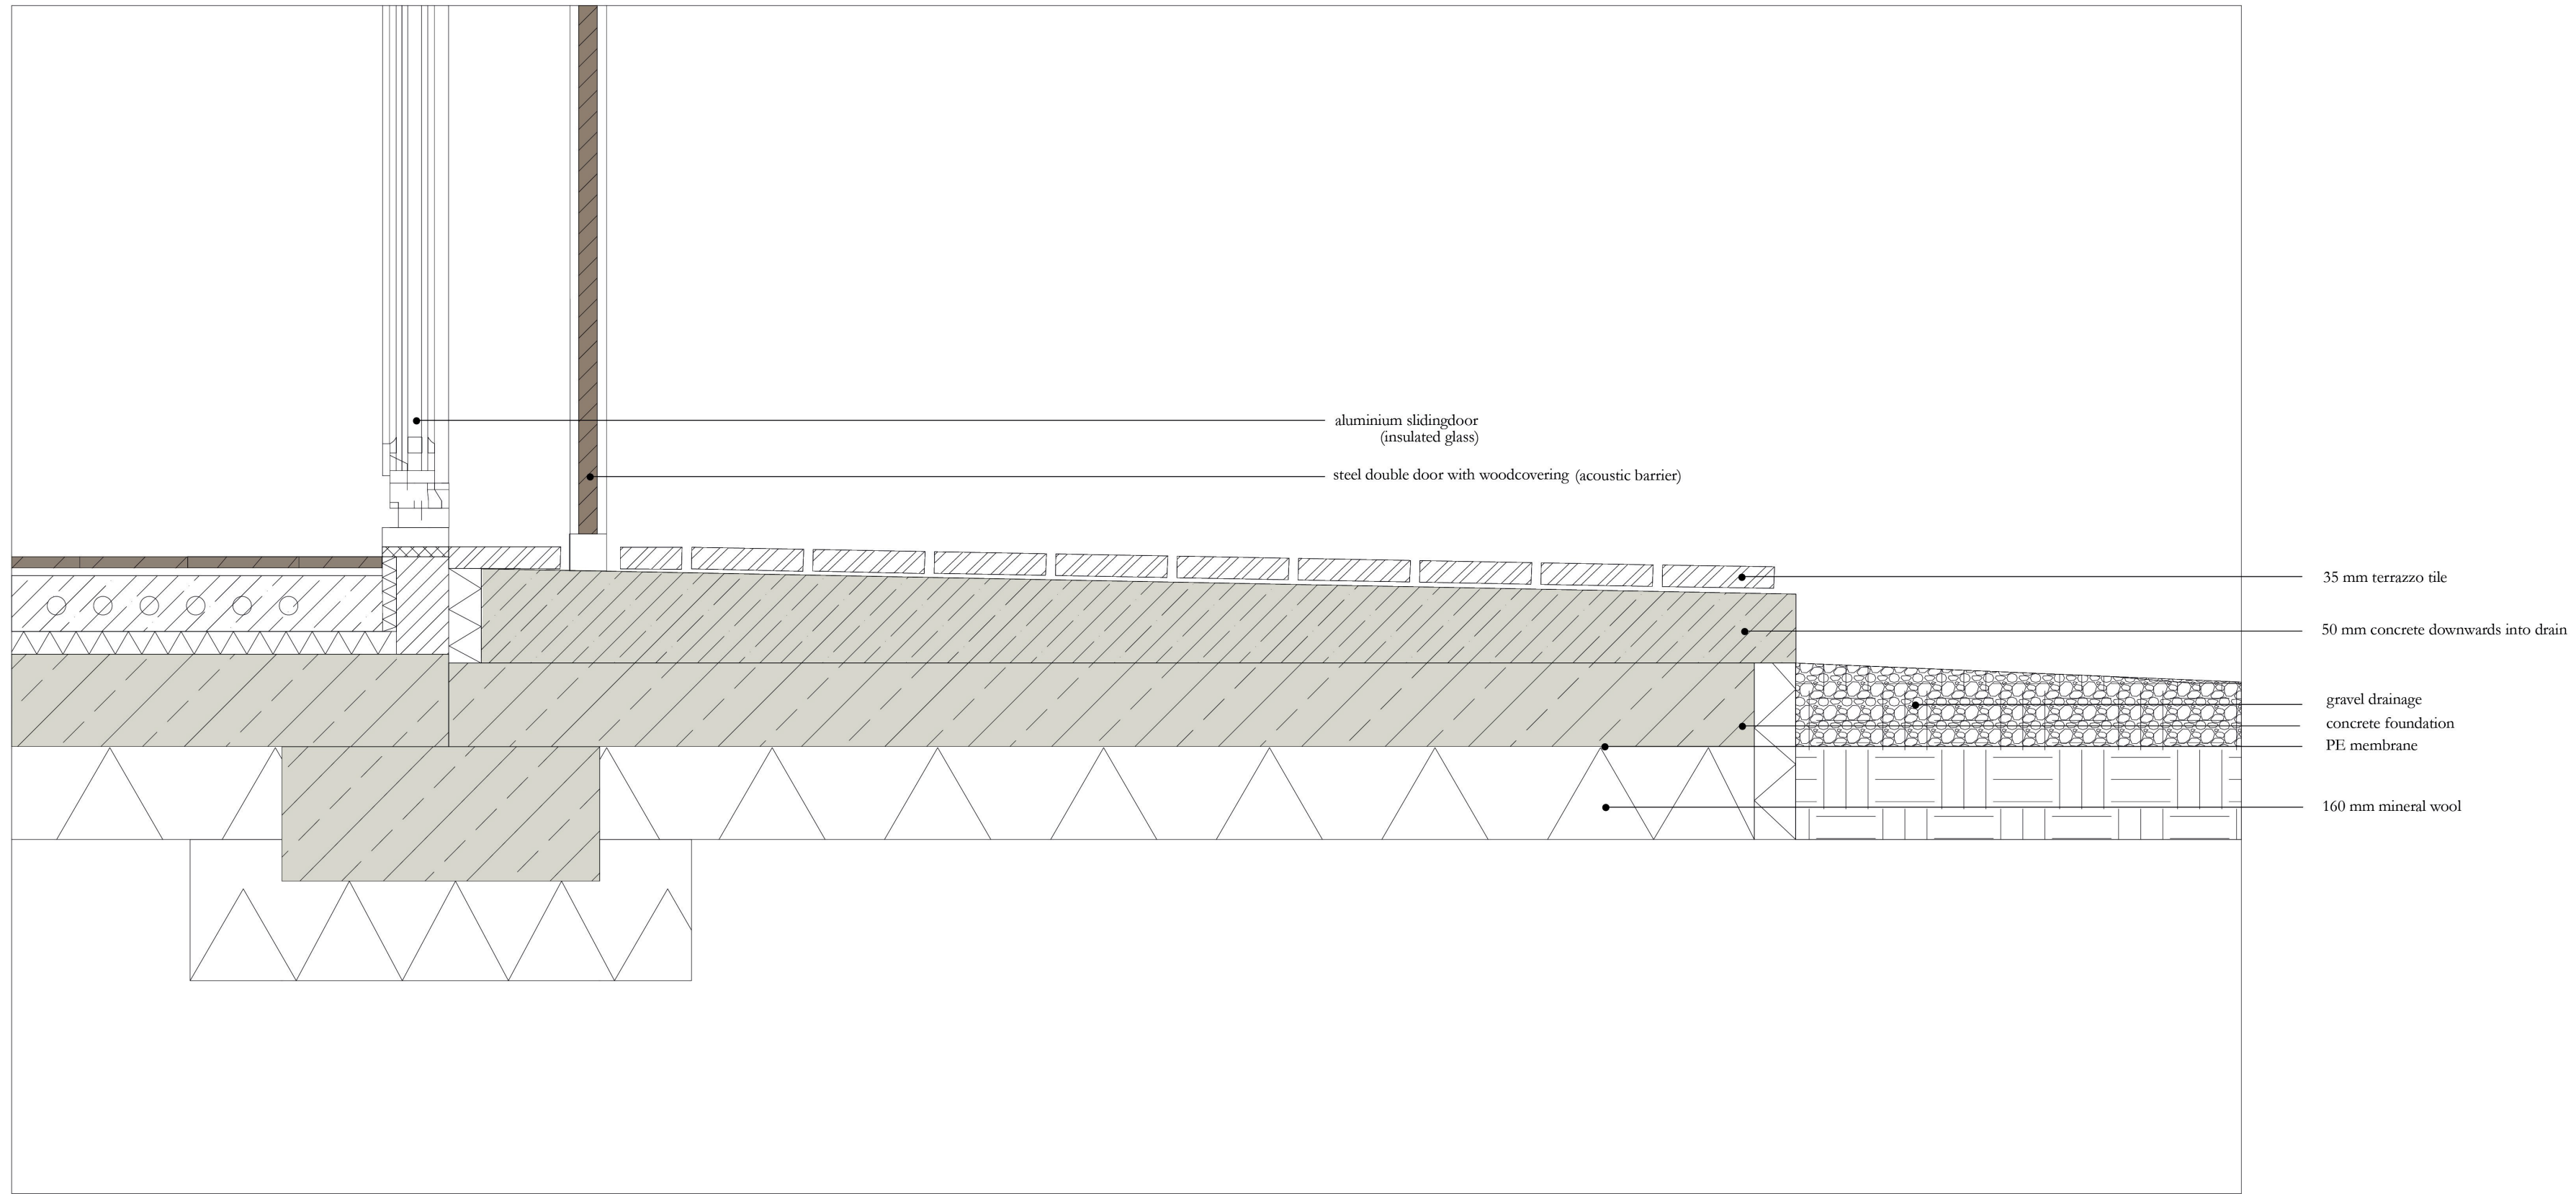 aluminium slidingdoor
(insulated glass)
steel double door with woodcovering (acoustic barrier)
35 mm terrazzo tile
50 mm concrete downwards into drain
gravel drainage
concrete foundation
PE membrane
160 mm mineral wool